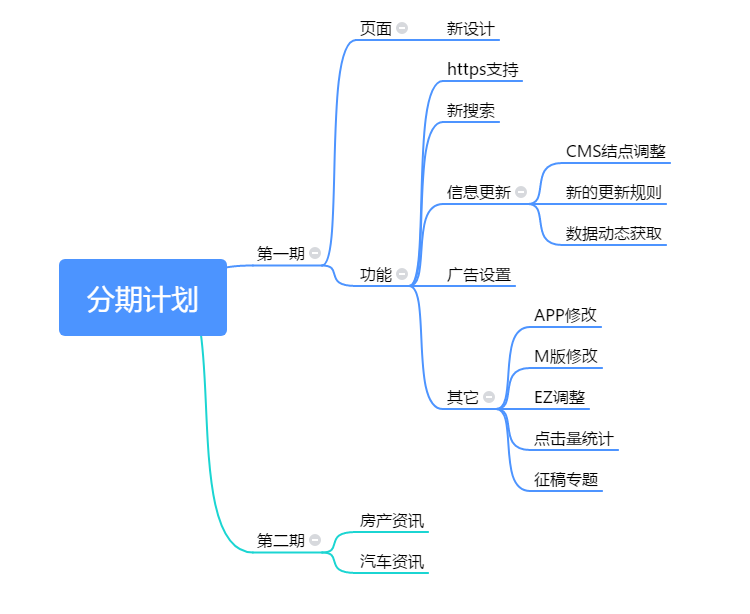 分期计划
第一期
页面
新设计
功能
https支持
新搜索
信息更新
CMS结点调整
新的更新规则
数据动态获取
广告设置
其它
APP修改
M版修改
EZ调整
点击量统计
征稿专题
第二期
房产资讯
汽车资讯